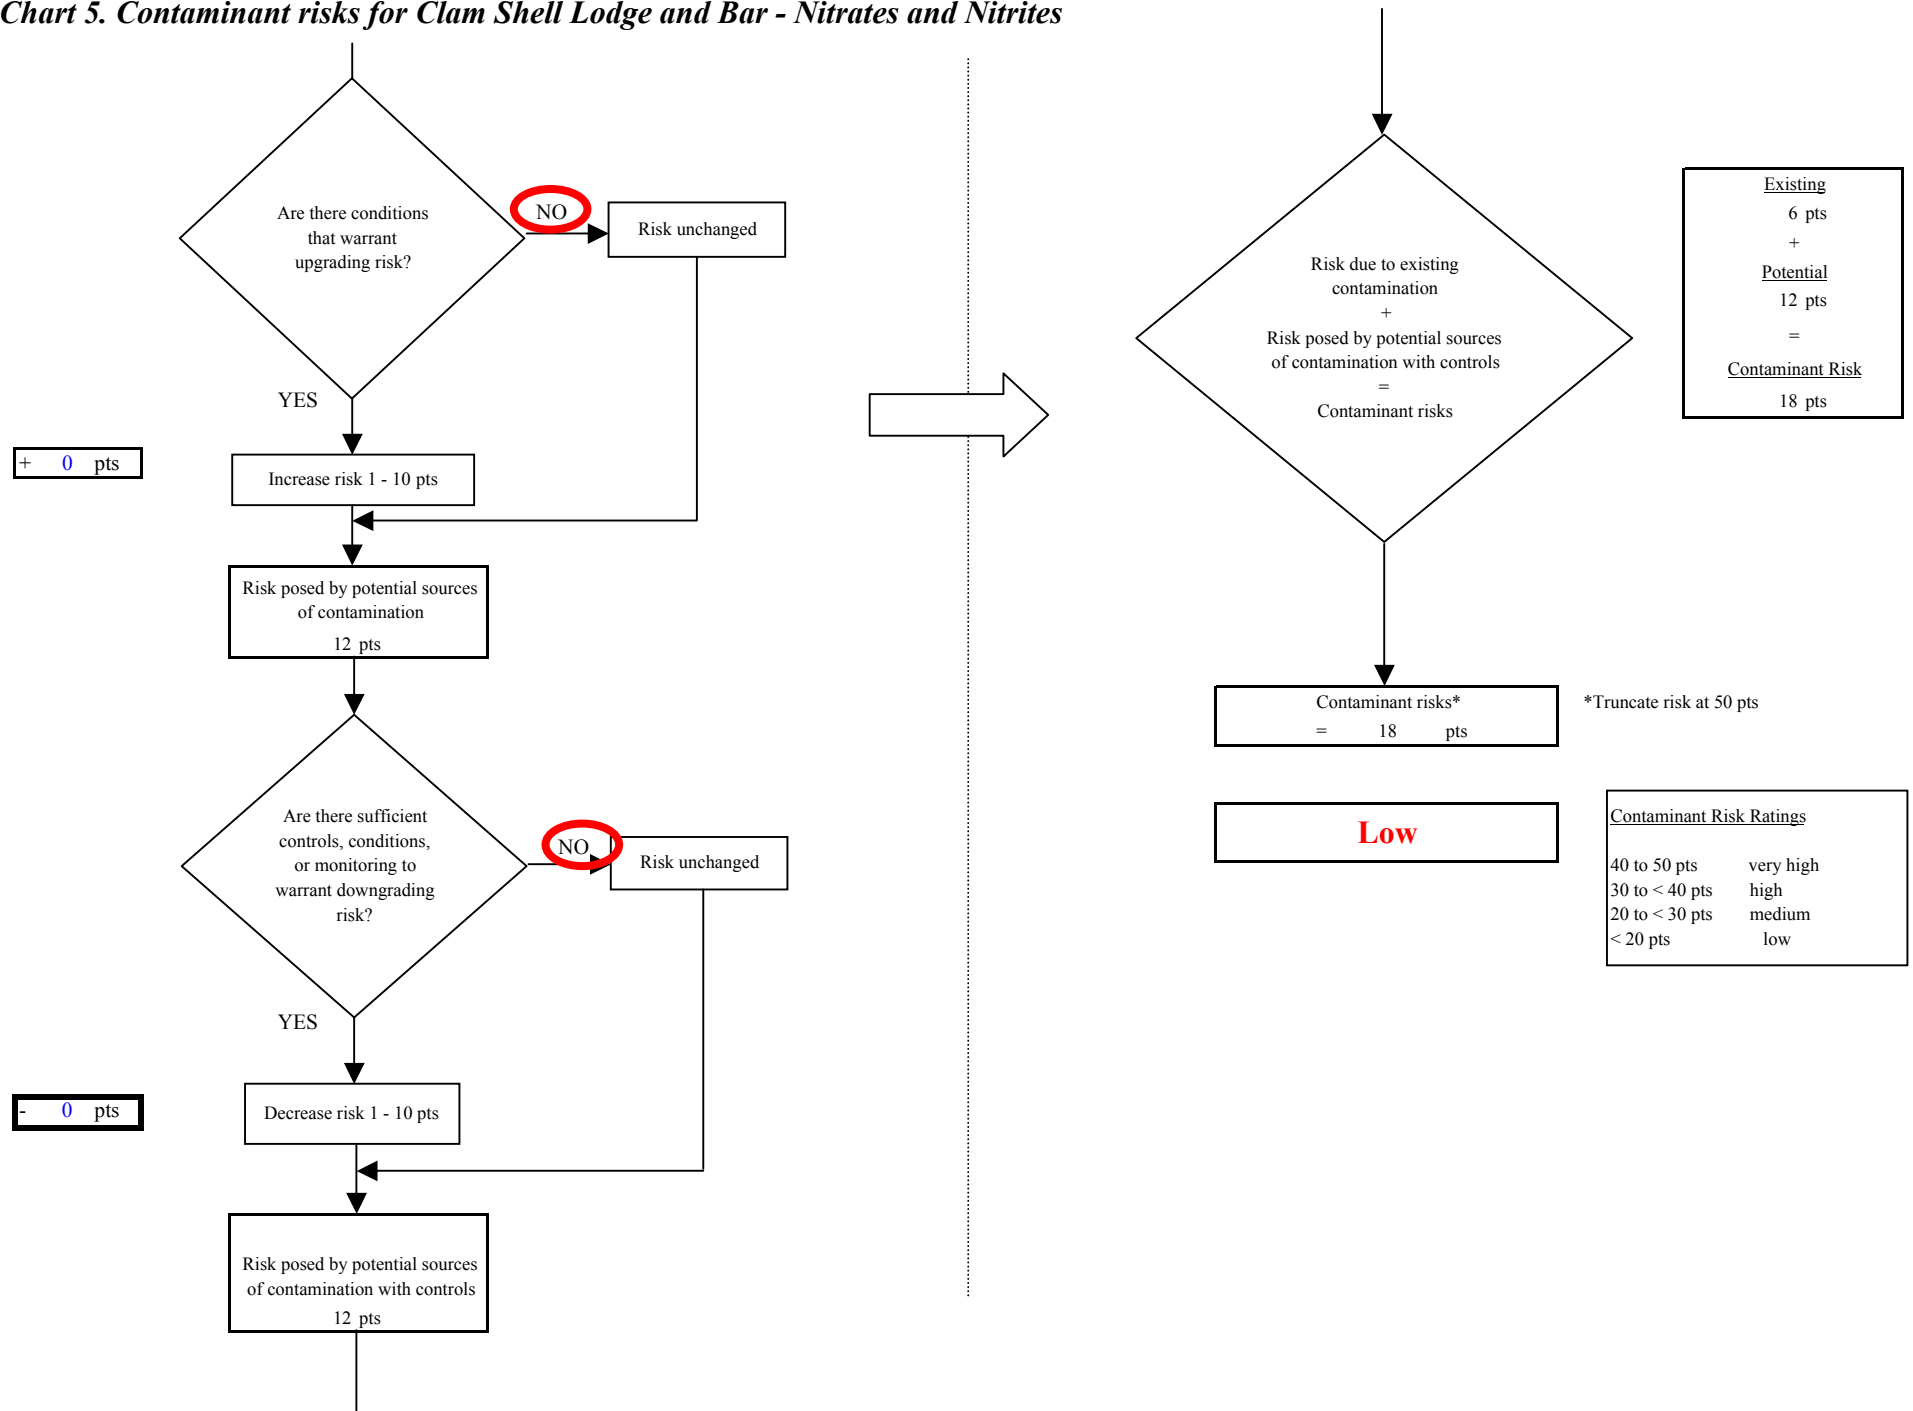 Chart 5. Contaminant risks for Clam Shell Lodge and Bar - Nitrates and Nitrites
Are there conditions
that warrant
upgrading risk?
NO
Risk unchanged
YES
+ 0 pts
Increase risk 1 - 10 pts
Risk posed by potential sources
of contamination
12 pts
Are there sufficient
controls, conditions,
or monitoring to
warrant downgrading
risk?
NO
Risk unchanged
YES
- 0 pts
Decrease risk 1 - 10 pts
Risk posed by potential sources
of contamination with controls
12 pts
Risk due to existing
contamination
+
Risk posed by potential sources
of contamination with controls
=
Contaminant risks
Existing
6 pts
+
Potential
12 pts
=
Contaminant Risk
18 pts
Contaminant risks*
= 18 pts
*Truncate risk at 50 pts
Low
Contaminant Risk Ratings
40 to 50 pts very high
30 to < 40 pts high
20 to < 30 pts medium
< 20 pts low